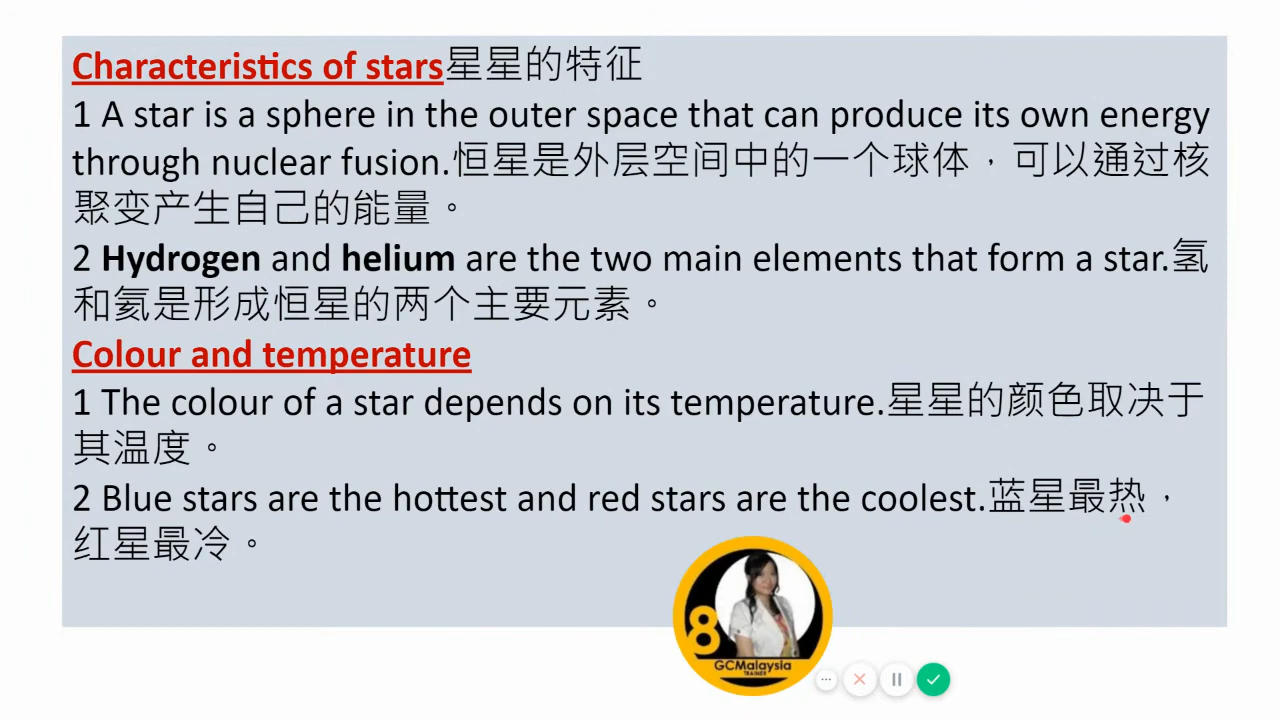 Characteristics of stars星星的特征
1 A star is a sphere in the outer space that can produce its own energy
through nuclear fusion.恒星是外层空间中的一个球体，可以通过核
聚变产生自己的能量。
2 Hydrogen and helium are the two main elements that form a star.氢
和氦是形成恒星的两个主要元素。
Colour and temperature
1 The colour of a star depends on its temperature.星星的颜色取决于
其温度。
2 Blue stars are the hottest and red stars are the coolest.蓝星最热，
红星最冷。
8
GCMalaysia
TRAINER